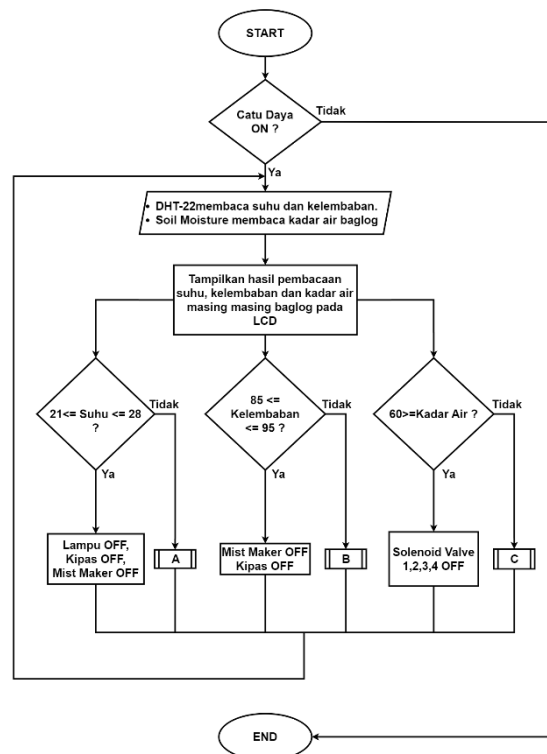 START
Catu Daya
ON ?
Tidak
Ya
• DHT-22membaca suhu dan kelembaban.
• Soil Moisture membaca kadar air baglog
Tampilkan hasil pembacaan
suhu, kelembaban dan kadar air
masing masing baglog pada
LCD
21<= Suhu <= 28
?
Tidak
Ya
85 <=
Kelembaban
<= 95 ?
Tidak
Ya
60>=Kadar Air ?
Tidak
Ya
Lampu OFF,
Kipas OFF,
Mist Maker OFF
A
Mist Maker OFF
Kipas OFF
B
Solenoid Valve
1,2,3,4 OFF
C
END